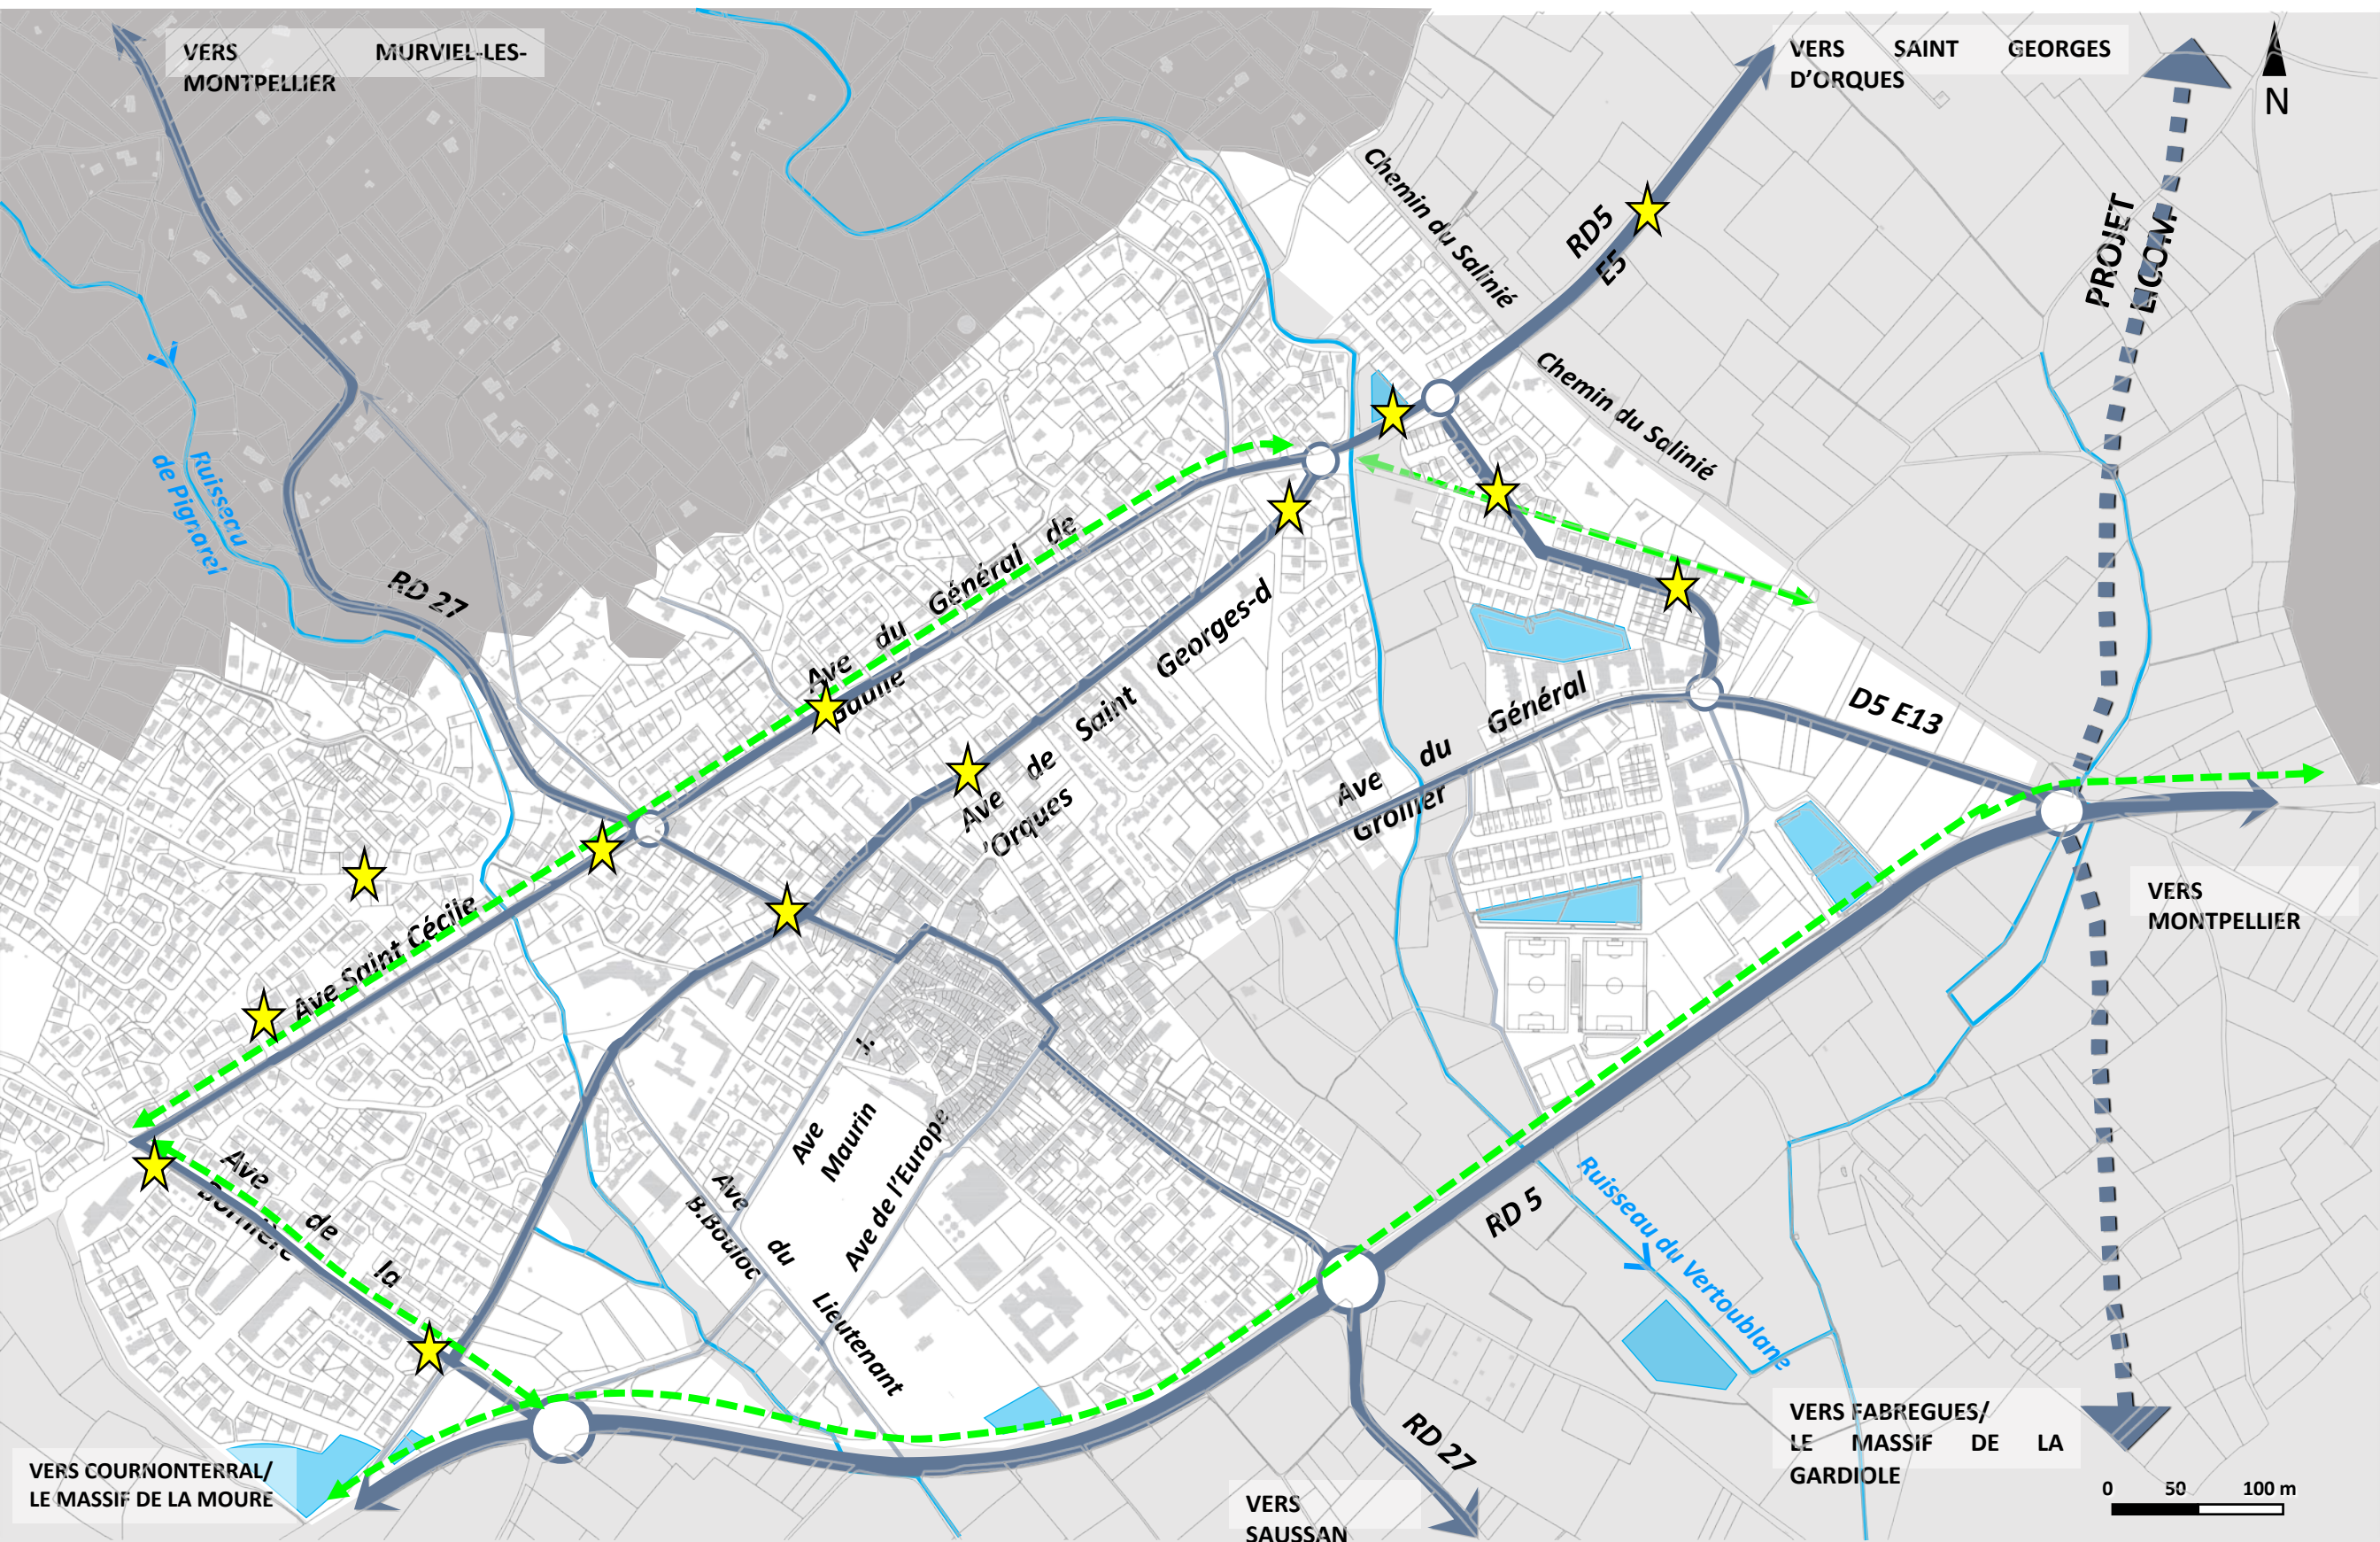 VERS MURVIEL-LES-
MONTPELLIER
VERS SAINT GEORGES
D'ORQUES
N
PROJET
LICOM
Chemin du Salinié
RD5
E5
Chemin du Salinié
Ruisseau
de Pignarel
RD 27
Ave du Général de
Gaulle
Ave de Saint Georges-d
'Orques
Ave du Général
Grollier
D5 E13
Ave Saint Cécile
VERS
MONTPELLIER
J.
Ave
Maurin
Ave de l'Europe
Ave du Lieutenant
B.Bouloc
Ave de la
RD 5
Ruisseau du Vertoublane
RD 27
VERS FABREGUES/
LE MASSIF DE LA
GARDIOLE
VERS COURNONTERRAL/
LE MASSIF DE LA MOURE
VERS
SAUSSAN
0 50 100 m